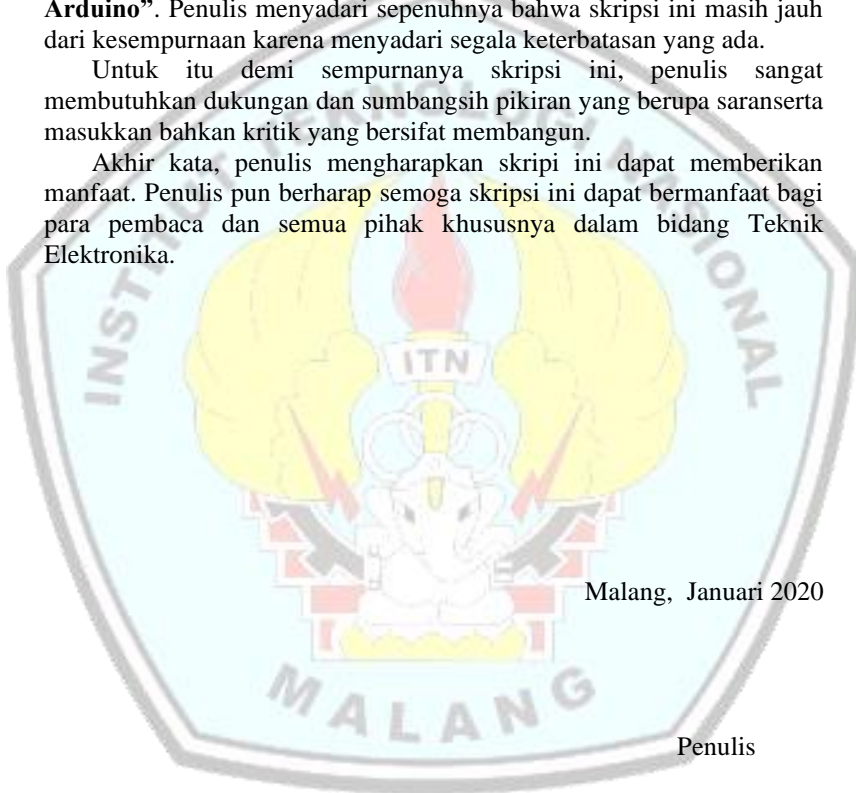 Arduino”. Penulis menyadari sepenuhnya bahwa skripsi ini masih jauh
dari kesempurnaan karena menyadari segala keterbatasan yang ada.
Untuk itu demi sempurnanya skripsi ini, penulis sangat
membutuhkan dukungan dan sumbangsih pikiran yang berupa saranserta
masukkan bahkan kritik yang bersifat membangun.
Akhir kata, penulis mengharapkan skripi ini dapat memberikan
manfaat. Penulis pun berharap semoga skripsi ini dapat bermanfaat bagi
para pembaca dan semua pihak khususnya dalam bidang Teknik
Elektronika.
INSTITUT TEKNOLOGI NASIONAL
ITN
Malang, Januari 2020
MALANG
Penulis